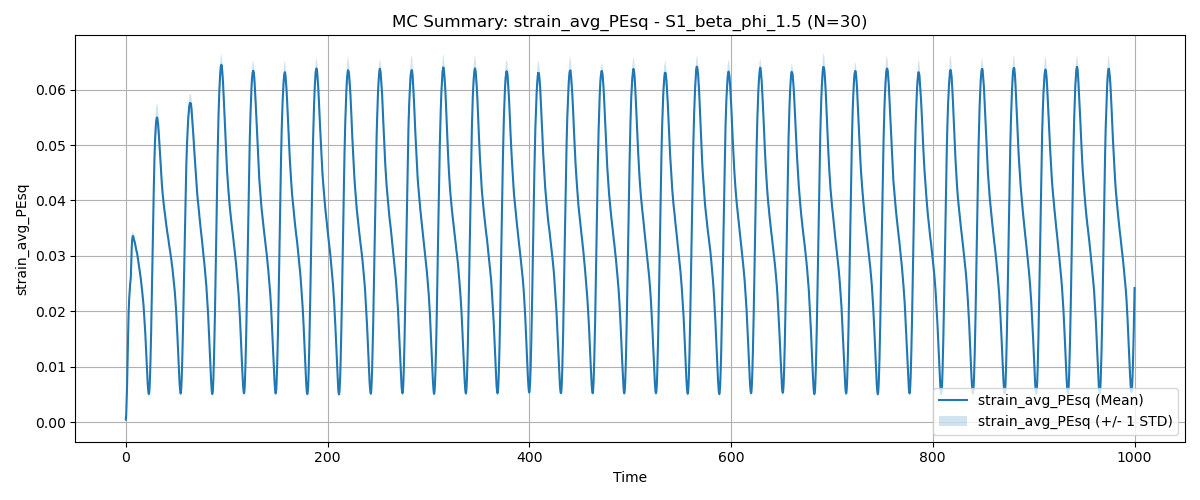 MC Summary: strain_avg_PEsq - S1_beta_phi_1.5 (N=30)
strain_avg_PEsq
0.06
0.05
0.04
0.03
0.02
0.01
0.00
strain_avg_PEsq (Mean)
strain_avg_PEsq (+/- 1 STD)
0 200 400 600 800 1000
Time